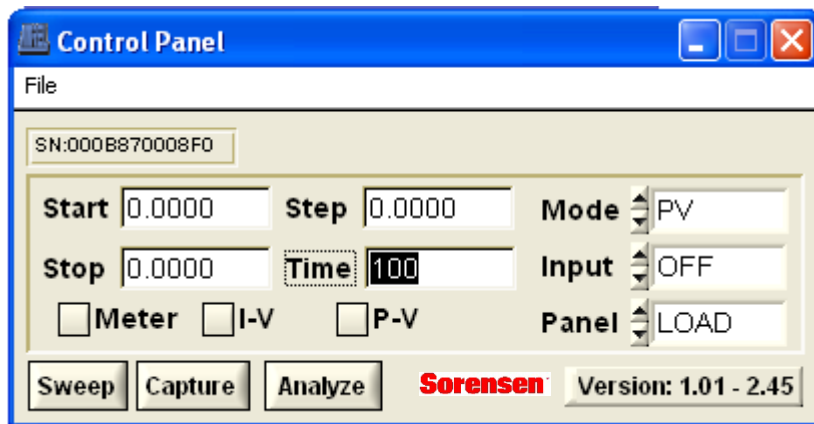 Control Panel
File
SN:000B870008F0
Start 0.0000 Step 0.0000 Mode PV
Stop 0.0000 Time 100 Input OFF
Meter I-V P-V Panel LOAD
Sweep Capture Analyze Sorensen Version: 1.01 - 2.45